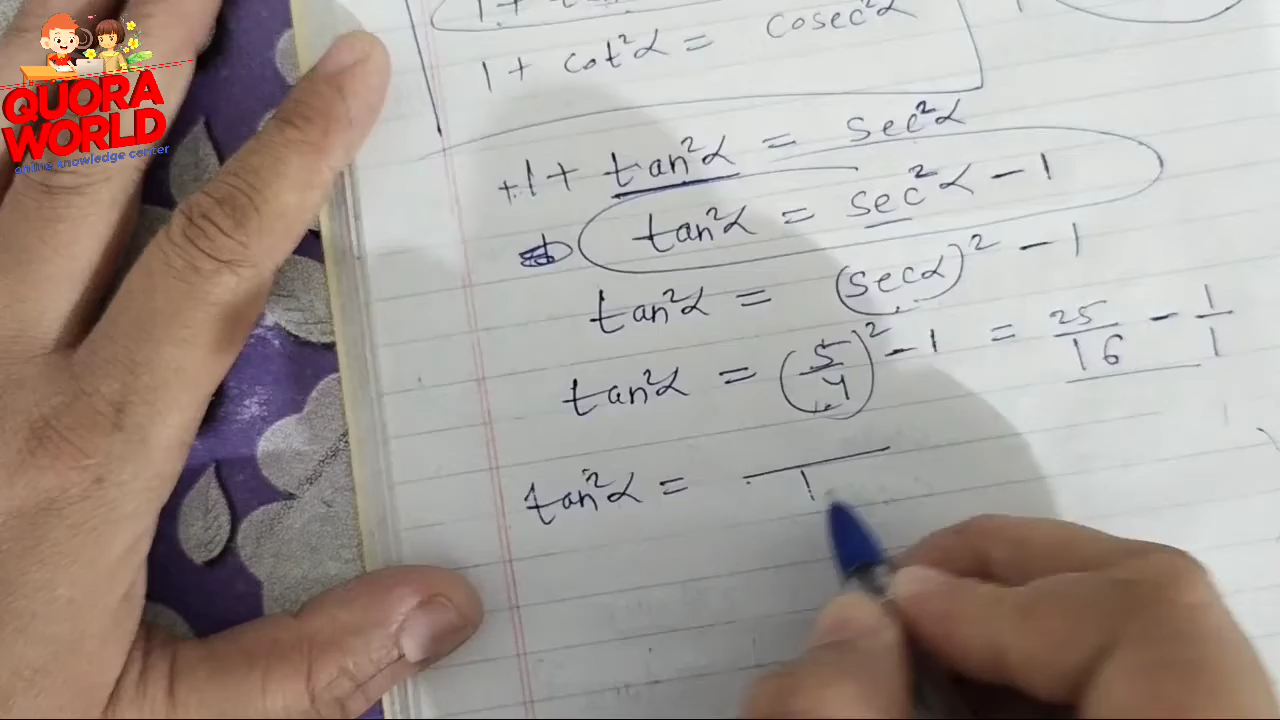 QUORA
WORLD
online knowledge center
1 + cot²α = cosec²α
+1 + tan²α = sec²α
tan²α = sec²α - 1
tan²α = (secα)² - 1
tan²α = (5/4)² - 1 = 25/16 - 1/1
tan²α = /1